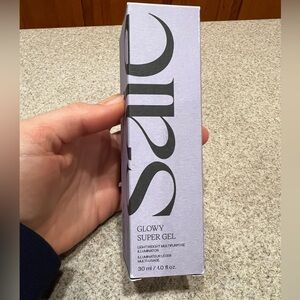 Saie
GLOWY
SUPER GEL
LIGHTWEIGHT MULTIPURPOSE
ILLUMINATOR
ILLUMINATEUR LÉGER
MULTI-USAGE
30 ml / 1.0 fl oz.